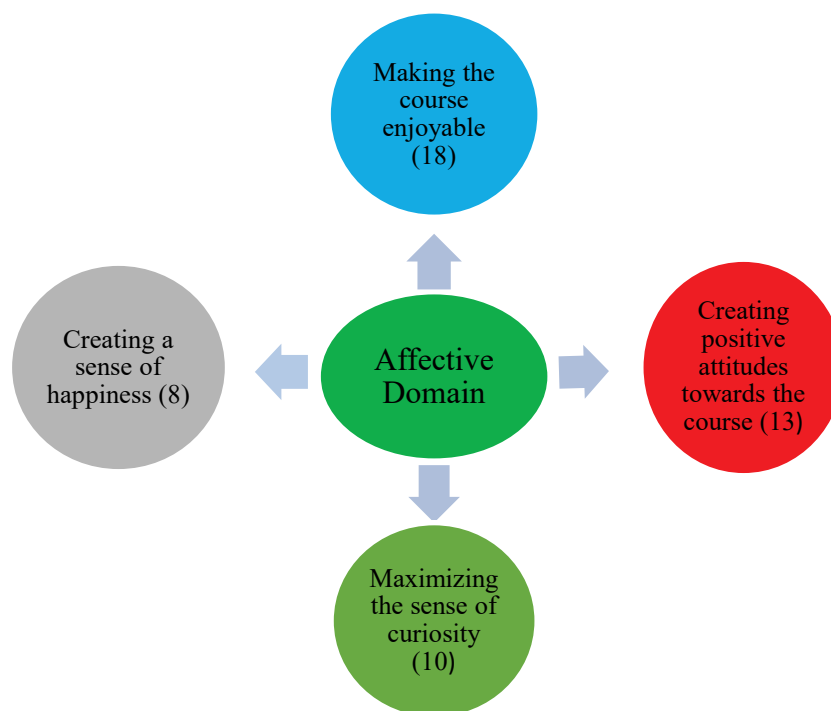 Making the
course
enjoyable
(18)
Creating a
sense of
happiness (8)
Affective
Domain
Creating
positive
attitudes
towards the
course (13)
Maximizing
the sense of
curiosity
(10)